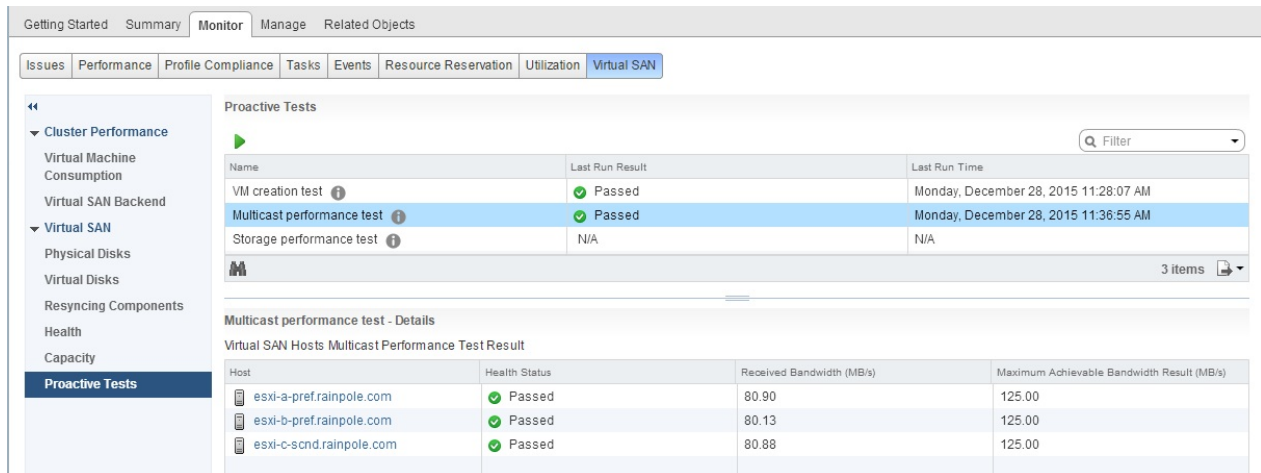 Getting Started Summary Monitor Manage Related Objects
Issues Performance Profile Compliance Tasks Events Resource Reservation Utilization Virtual SAN
Cluster Performance
Virtual Machine
Consumption
Virtual SAN Backend
Virtual SAN
Physical Disks
Virtual Disks
Resyncing Components
Health
Capacity
Proactive Tests
Proactive Tests
Filter
Name Last Run Result Last Run Time
VM creation test Passed Monday, December 28, 2015 11:28:07 AM
Multicast performance test Passed Monday, December 28, 2015 11:36:55 AM
Storage performance test N/A N/A
3 items
Multicast performance test - Details
Virtual SAN Hosts Multicast Performance Test Result
Host Health Status Received Bandwidth (MB/s) Maximum Achievable Bandwidth Result (MB/s)
esxi-a-pref.rainpole.com Passed 80.90 125.00
esxi-b-pref.rainpole.com Passed 80.13 125.00
esxi-c-scnd.rainpole.com Passed 80.88 125.00